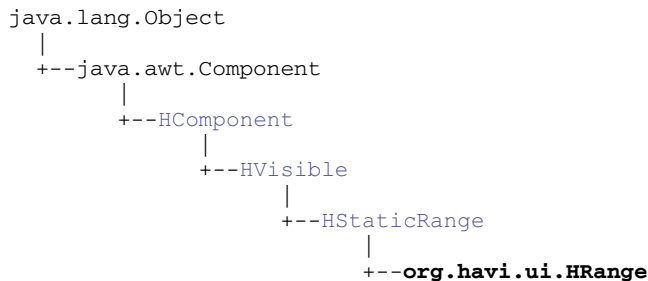 java.lang.Object
|
+--java.awt.Component
|
+--HComponent
|
+--HVisible
|
+--HStaticRange
|
+--org.havi.ui.HRange